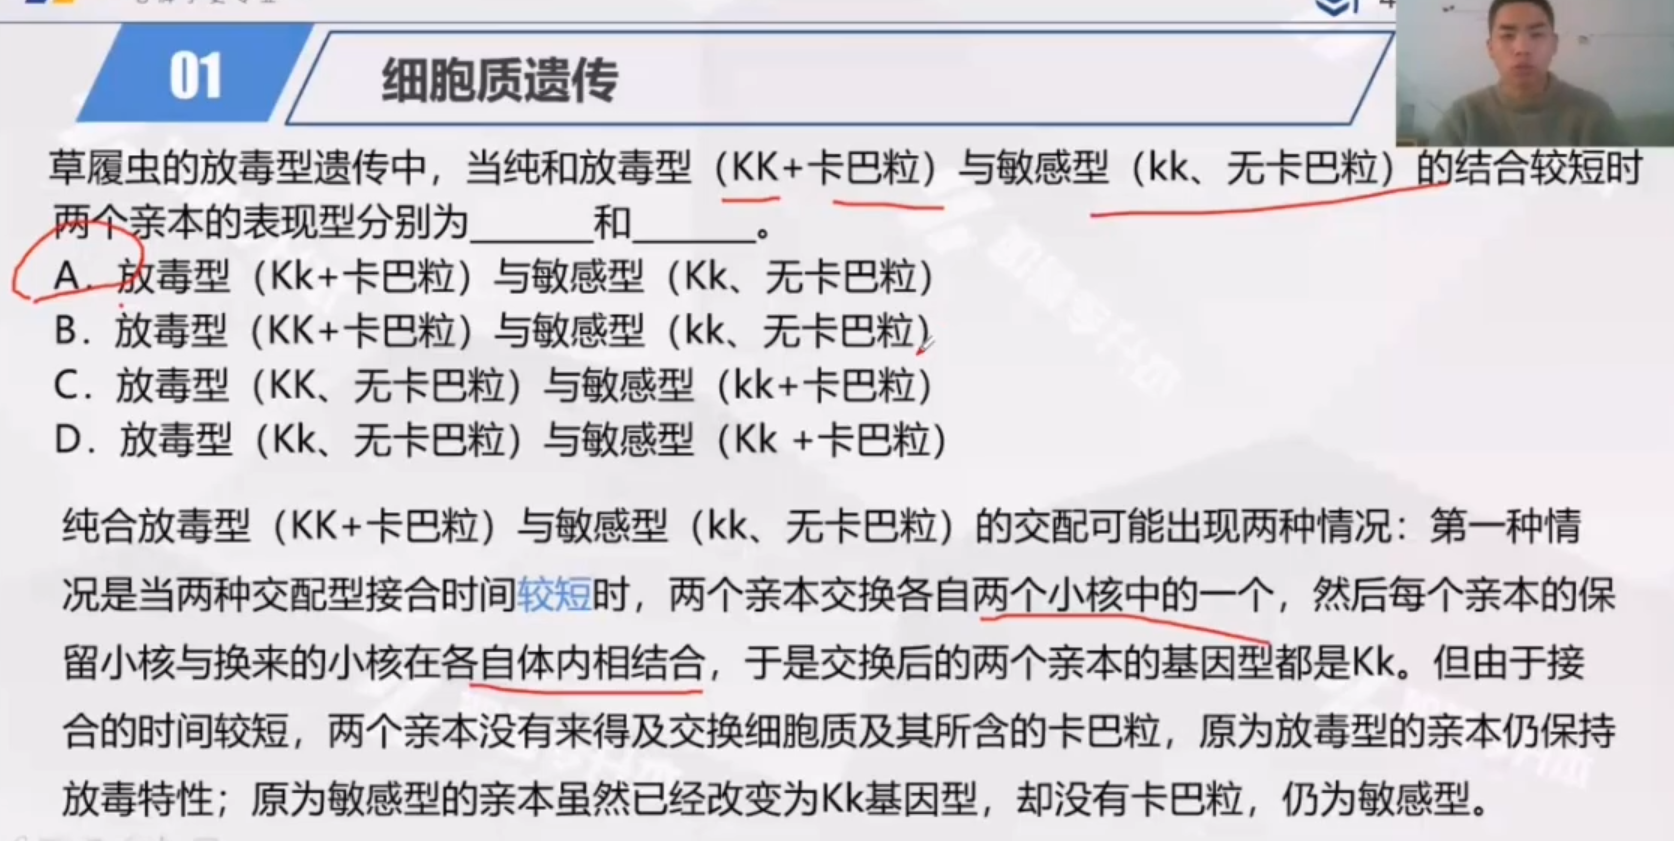 01
细胞质遗传
草履虫的放毒型遗传中，当纯和放毒型（KK+卡巴粒）与敏感型（kk、无卡巴粒）的结合较短时
两个亲本的表现型分别为______和______。
A．放毒型（Kk+卡巴粒）与敏感型（Kk、无卡巴粒）
B．放毒型（KK+卡巴粒）与敏感型（kk、无卡巴粒）
C．放毒型（KK、无卡巴粒）与敏感型（kk+卡巴粒）
D．放毒型（Kk、无卡巴粒）与敏感型（Kk +卡巴粒）
纯合放毒型（KK+卡巴粒）与敏感型（kk、无卡巴粒）的交配可能出现两种情况：第一种情
况是当两种交配型接合时间较短时，两个亲本交换各自两个小核中的一个，然后每个亲本的保
留小核与换来的小核在各自体内相结合，于是交换后的两个亲本的基因型都是Kk。但由于接
合的时间较短，两个亲本没有来得及交换细胞质及其所含的卡巴粒，原为放毒型的亲本仍保持
放毒特性；原为敏感型的亲本虽然已经改变为Kk基因型，却没有卡巴粒，仍为敏感型。